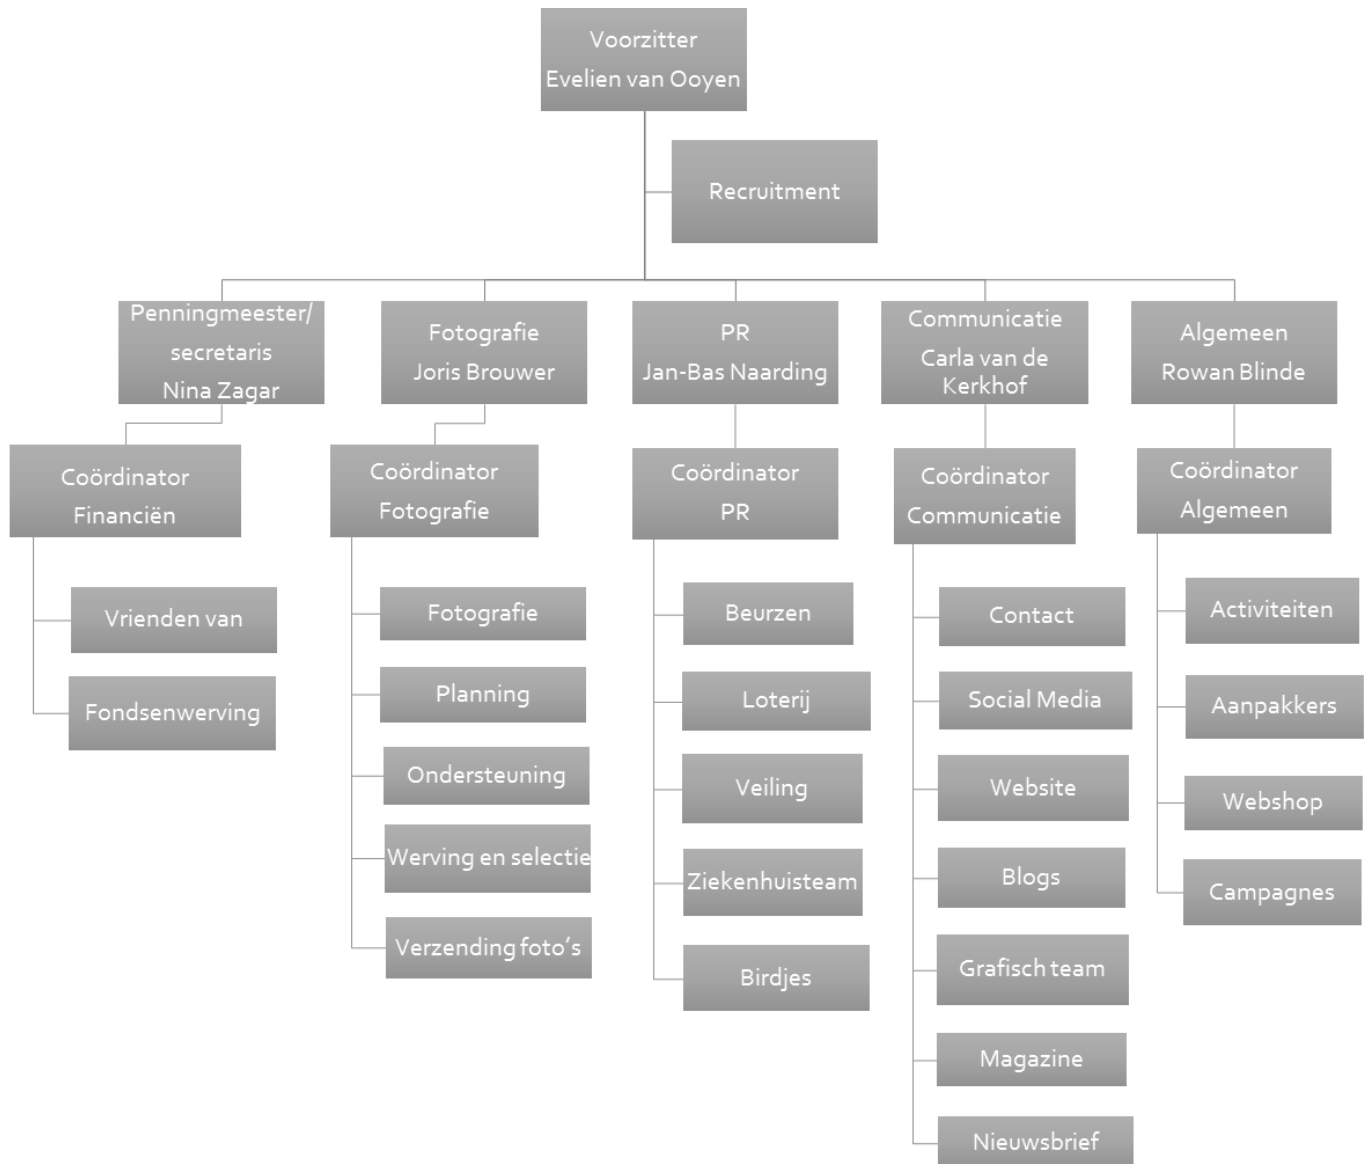 Voorzitter
Evelien van Ooyen
Recruitment
Penningmeester/
secretaris
Nina Zagar
Fotografie
Joris Brouwer
PR
Jan-Bas Naarding
Communicatie
Carla van de
Kerkhof
Algemeen
Rowan Blinde
Coördinator
Financiën
Coördinator
Fotografie
Coördinator
PR
Coördinator
Communicatie
Coördinator
Algemeen
Vrienden van
Fondsenwerving
Fotografie
Planning
Ondersteuning
Werving en selectie
Verzending foto's
Beurzen
Loterij
Veiling
Ziekenhuisteam
Birdjes
Contact
Social Media
Website
Blogs
Grafisch team
Magazine
Nieuwsbrief
Activiteiten
Aanpakkers
Webshop
Campagnes